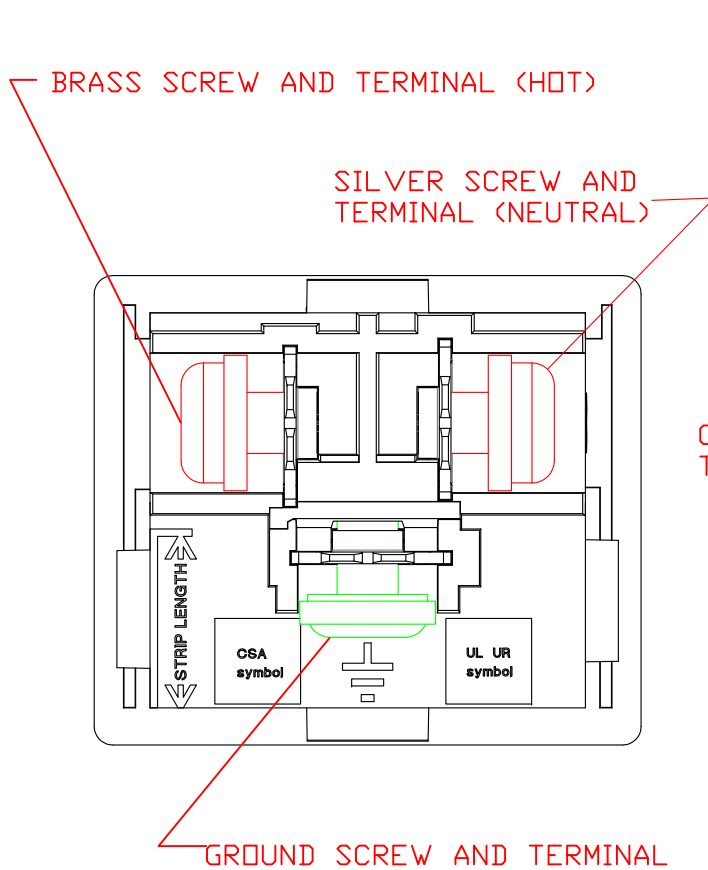 BRASS SCREW AND TERMINAL (HOT)
SILVER SCREW AND
TERMINAL (NEUTRAL)
STRIP LENGTH
CSA
symbol
UL UR
symbol
GROUND SCREW AND TERMINAL